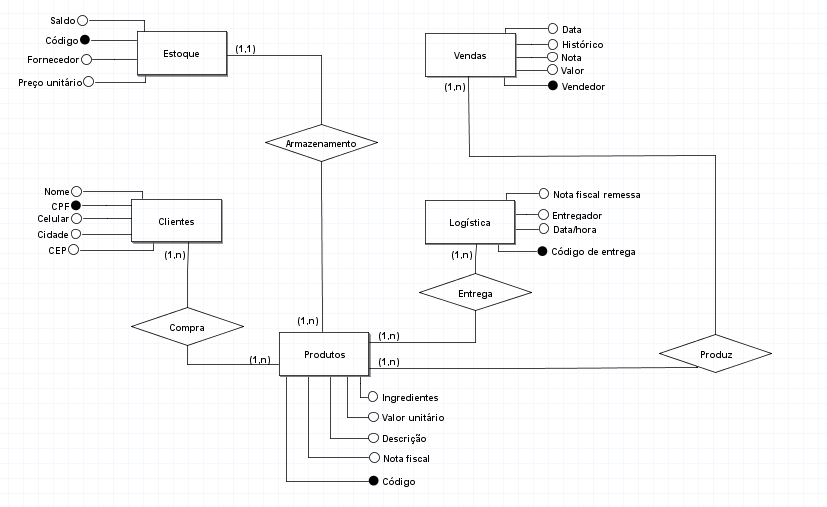 Saldo
Código
Fornecedor
Preço unitário
Estoque
(1,1)
Armazenamento
Data
Histórico
Nota
Valor
Vendedor
Vendas
(1,n)
Nome
CPF
Celular
Cidade
CEP
Clientes
(1,n)
Compra
(1,n)
Nota fiscal remessa
Entregador
Data/hora
Código de entrega
Logística
(1,n)
Entrega
(1,n)
(1,n)
Produtos
(1,n)
Produz
Ingredientes
Valor unitário
Descrição
Nota fiscal
Código